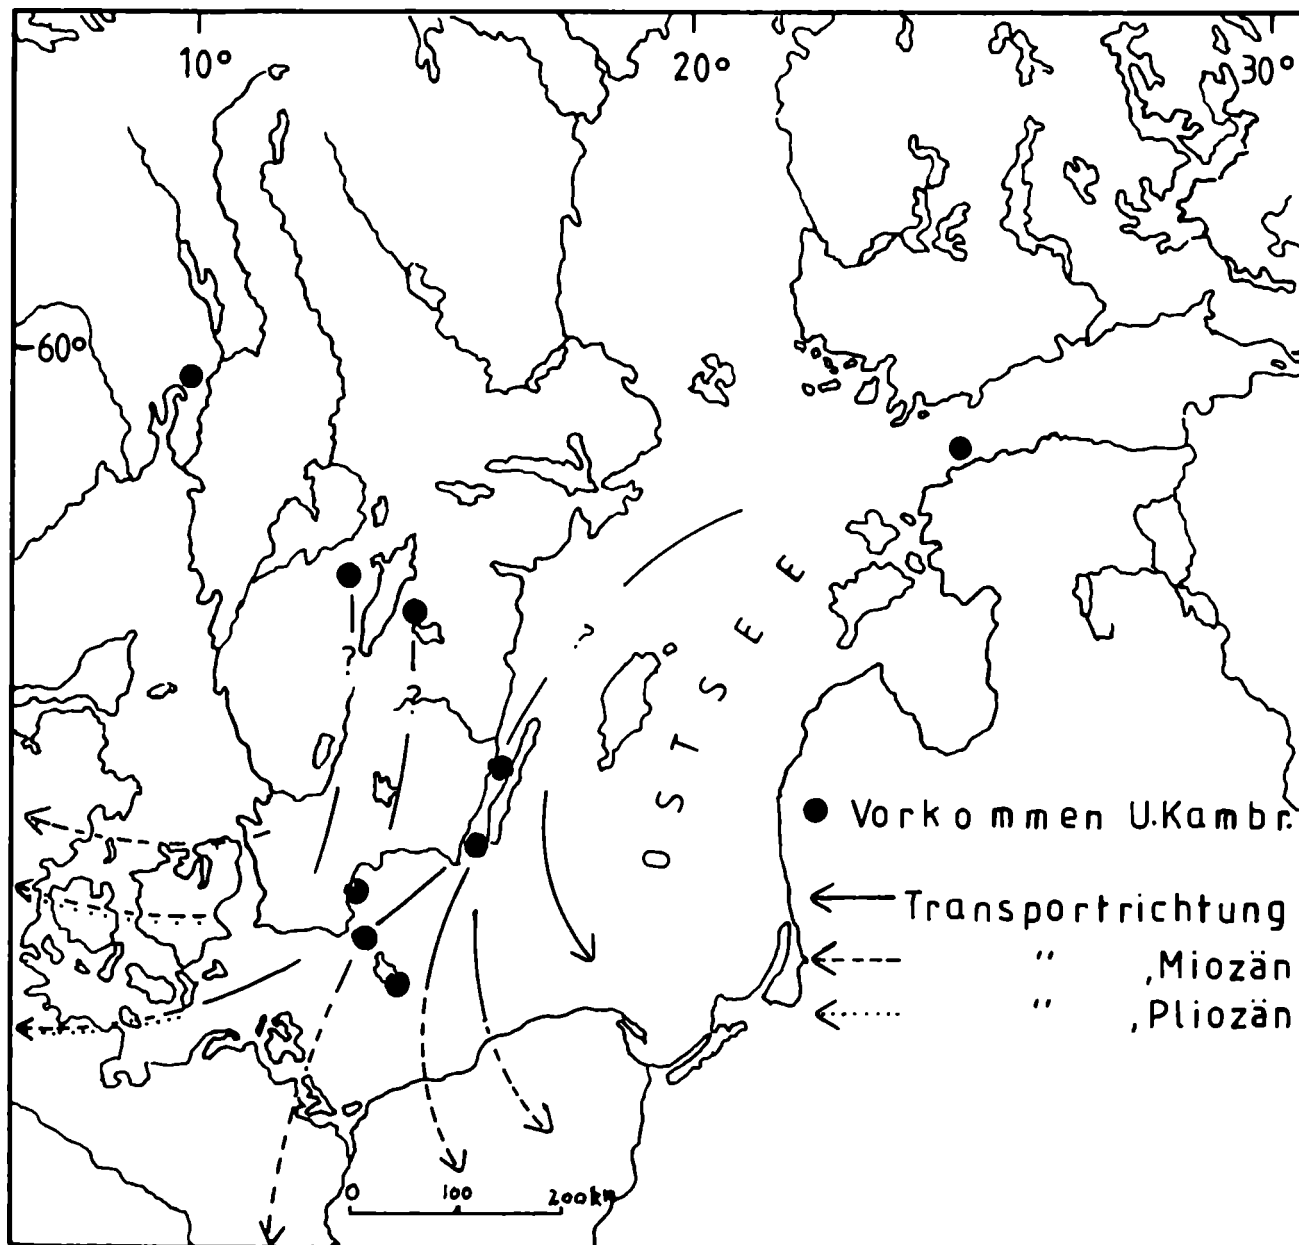 10° 20° 30°
60°
?
?
?
OSTSEE
Vorkommen U.Kambr.
Transportrichtung
" ,Miozän
" ,Pliozän
0 100 200km